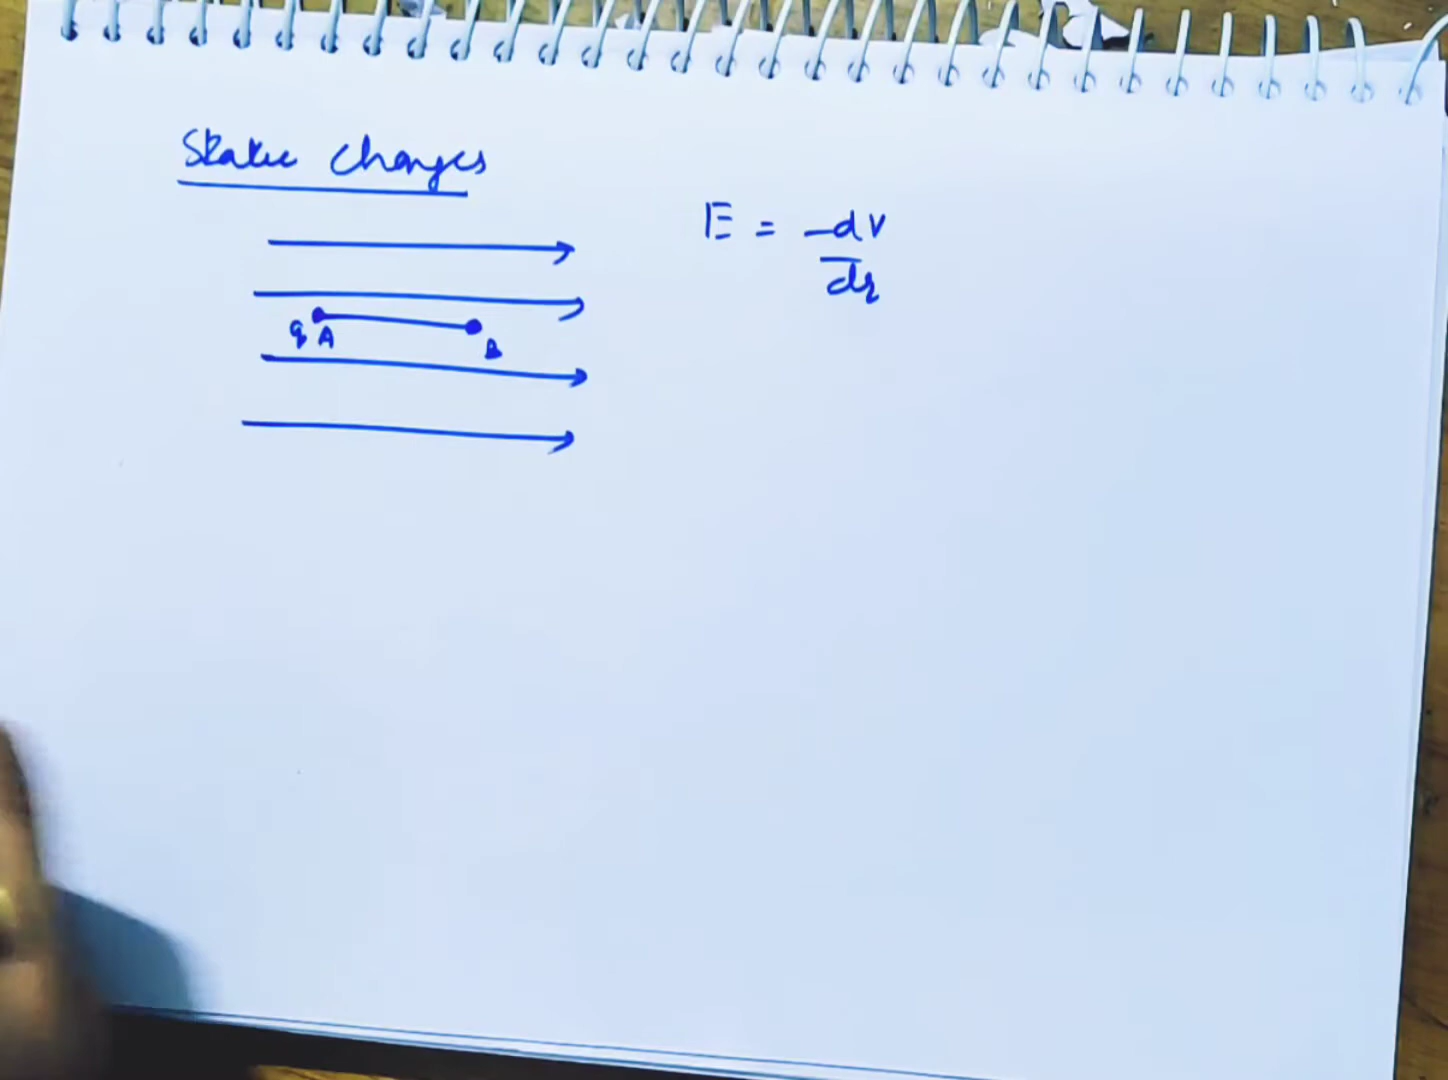 Static Charges
E = -dV
dr
q A B